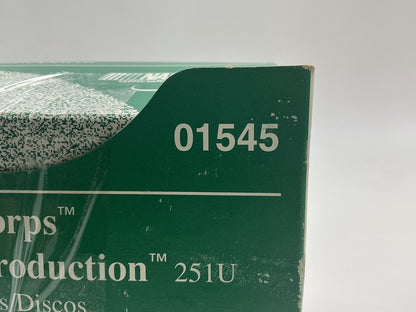 01545
orps™
roduction™ 251U
s/Discos